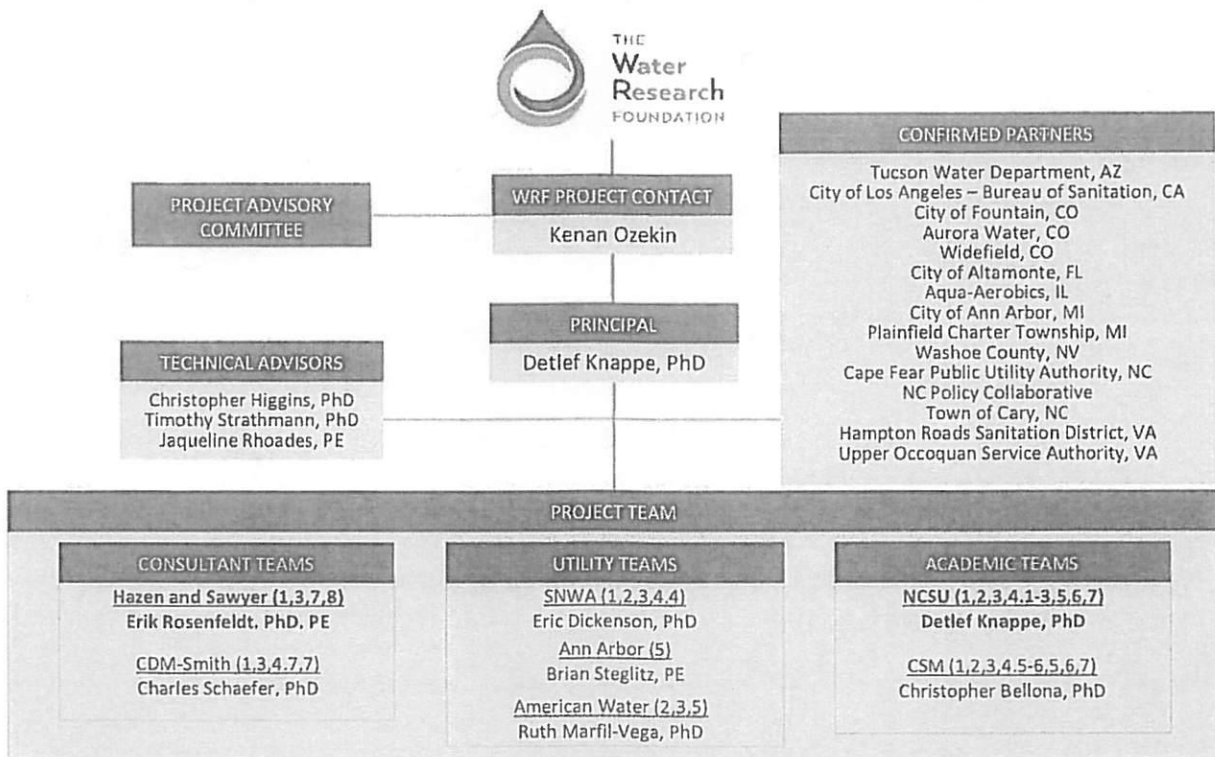 THE
Water
Research
FOUNDATION
CONFIRMED PARTNERS
Tucson Water Department, AZ
City of Los Angeles – Bureau of Sanitation, CA
City of Fountain, CO
Aurora Water, CO
Widefield, CO
City of Altamonte, FL
Aqua-Aerobics, IL
City of Ann Arbor, MI
Plainfield Charter Township, MI
Washoe County, NV
Cape Fear Public Utility Authority, NC
NC Policy Collaborative
Town of Cary, NC
Hampton Roads Sanitation District, VA
Upper Occoquan Service Authority, VA
PROJECT ADVISORY
COMMITTEE
WRF PROJECT CONTACT
Kenan Ozekin
PRINCIPAL
Detlef Knappe, PhD
TECHNICAL ADVISORS
Christopher Higgins, PhD
Timothy Strathmann, PhD
Jaqueline Rhoades, PE
PROJECT TEAM
CONSULTANT TEAMS
Hazen and Sawyer (1,3,7,8)
Erik Rosenfeldt, PhD, PE
CDM-Smith (1,3,4.7,7)
Charles Schaefer, PhD
UTILITY TEAMS
SNWA (1,2,3,4.4)
Eric Dickenson, PhD
Ann Arbor (5)
Brian Steglitz, PE
American Water (2,3,5)
Ruth Marfil-Vega, PhD
ACADEMIC TEAMS
NCSU (1,2,3,4.1-3,5,6,7)
Detlef Knappe, PhD
CSM (1,2,3,4.5-6,5,6,7)
Christopher Bellona, PhD